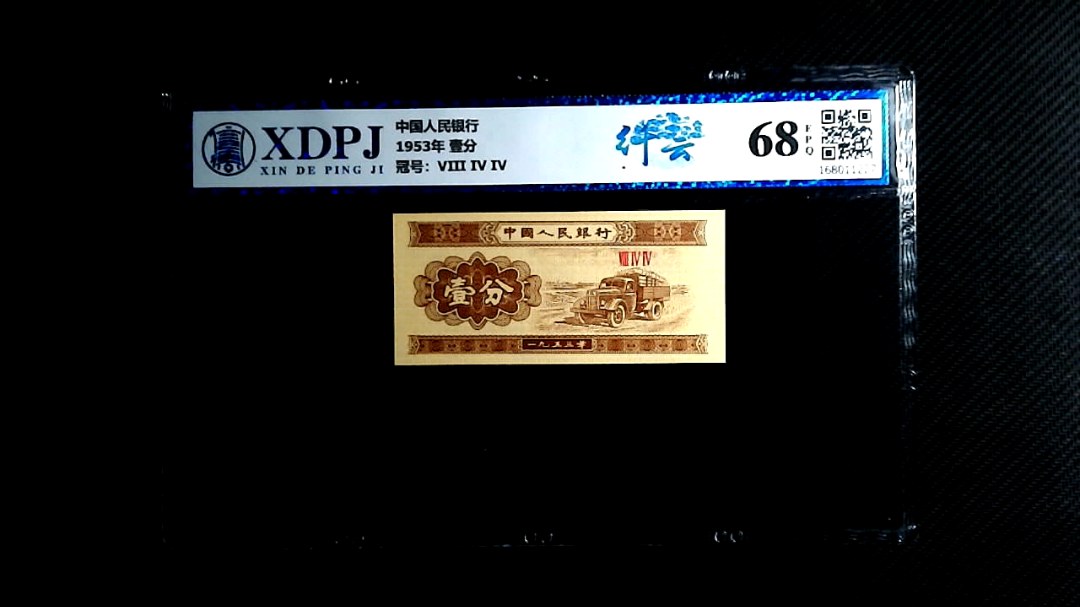 XDPJ
XIN DE PING JI
中国人民银行
1953年 壹分
冠号：VIII IV IV
68
EPQ
中國人民銀行
VIII IV IV
壹分
一九五三年